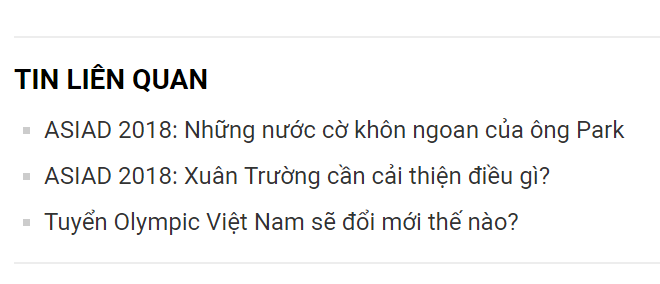 TIN LIÊN QUAN
ASIAD 2018: Những nước cờ khôn ngoan của ông Park
ASIAD 2018: Xuân Trường cần cải thiện điều gì?
Tuyển Olympic Việt Nam sẽ đổi mới thế nào?